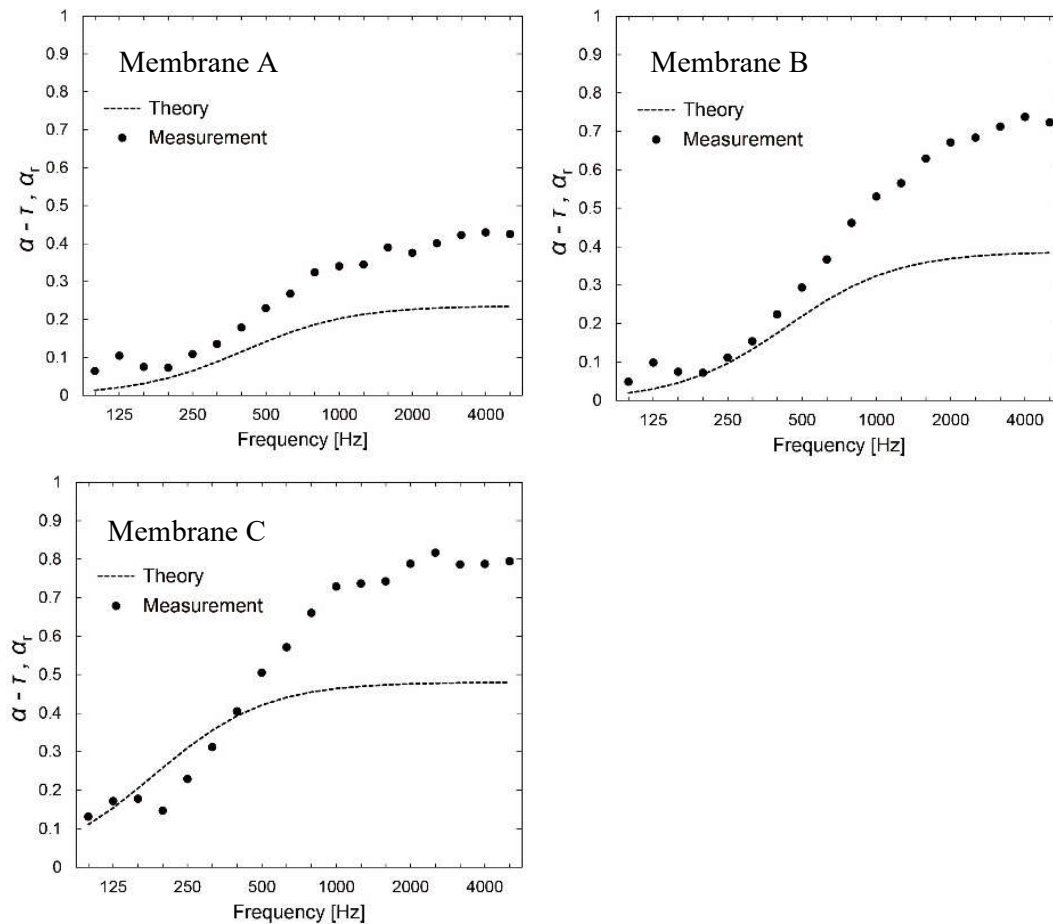 Membrane A
Theory
Measurement
α - τ , αr
1
0.9
0.8
0.7
0.6
0.5
0.4
0.3
0.2
0.1
0
125 250 500 1000 2000 4000
Frequency [Hz]
Membrane B
Theory
Measurement
α - τ , αr
1
0.9
0.8
0.7
0.6
0.5
0.4
0.3
0.2
0.1
0
125 250 500 1000 2000 4000
Frequency [Hz]
Membrane C
Theory
Measurement
α - τ , αr
1
0.9
0.8
0.7
0.6
0.5
0.4
0.3
0.2
0.1
0
125 250 500 1000 2000 4000
Frequency [Hz]